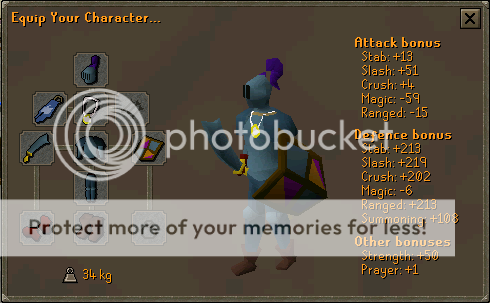 Equip Your Character...
Attack bonus
Stab: +13
Slash: +51
Crush: +4
Magic: -59
Ranged: -15
Defence bonus
Stab: +213
Slash: +219
Crush: +202
Magic: -6
Ranged: +213
Summoning: +108
Other bonuses
Strength: +50
Prayer: +1
34 kg
photobucket
Protect more of your memories for less!